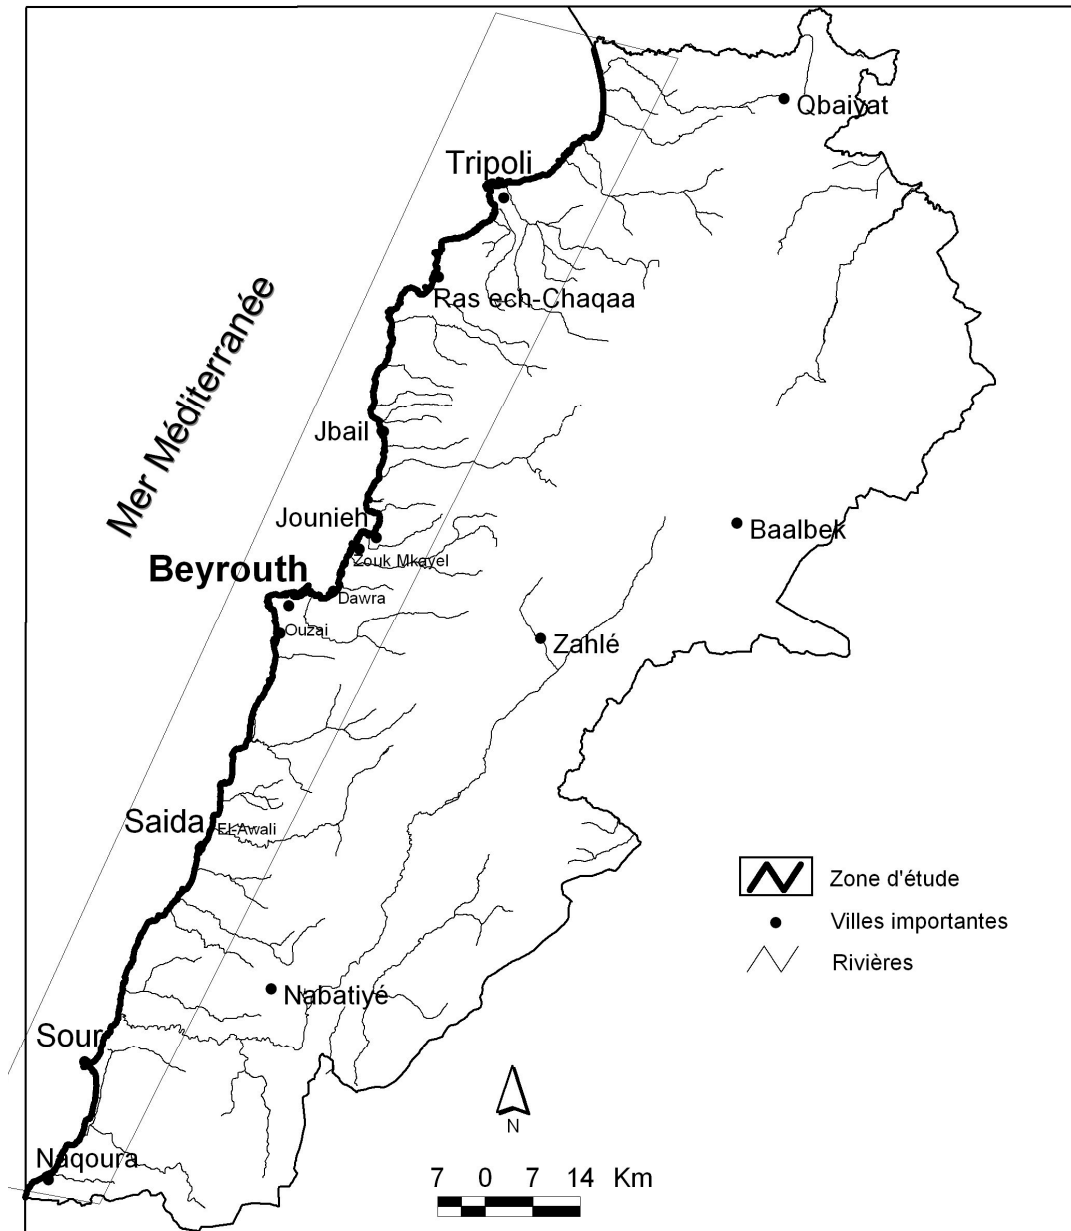 Qbaiyat
Tripoli
Ras ech-Chaqaa
Mer Méditerranée
Jbail
Jounieh
Baalbek
Zouk Mkayel
Beyrouth
Dawra
Ouzai
Zahlé
Saida
El-Awali
Zone d'étude
Villes importantes
Rivières
Nabatiyé
Sour
N
Naqoura
7 0 7 14 Km